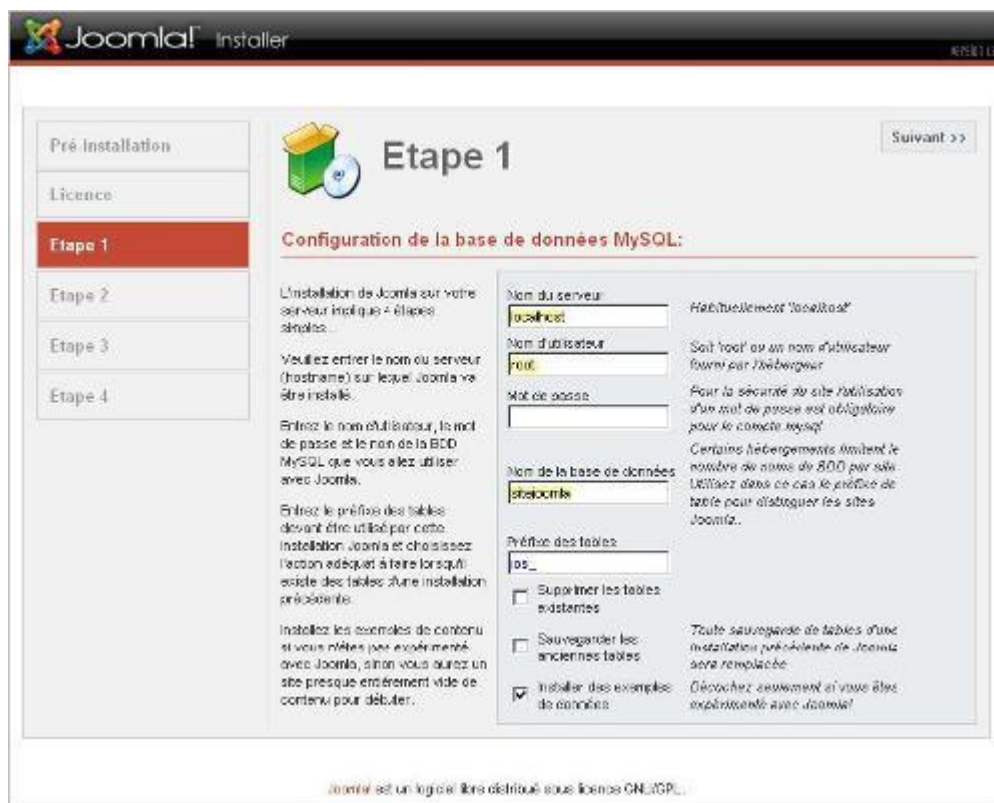 Joomla! Installer
Pré-installation
Licence
Etape 1
Etape 2
Etape 3
Etape 4
Etape 1
Suivant >>
Configuration de la base de données MySQL:
L'installation de Joomla sur votre
serveur implique 4 étapes
simples...
Veuillez entrer le nom du serveur
(hostname) sur lequel Joomla va
être installé.
Entrez le nom d'utilisateur, le mot
de passe et le nom de la BDD
MySQL que vous allez utiliser
avec Joomla.
Entrez le préfixe des tables
devant être utilisé par cette
installation Joomla et choisissez
l'action adéquat à faire lorsqu'il
existe des tables d'une installation
précédente.
Installez les exemples de contenu
si vous n'êtes pas expérimenté
avec Joomla, sinon vous aurez un
site presque entièrement vide de
contenu pour débuter.
Nom du serveur
localhost
Habituellement 'localhost'
Nom d'utilisateur
root
Soit 'root' ou un nom d'utilisateur
fourni par l'hébergeur
Mot de passe
Pour la sécurité du site l'utilisation
d'un mot de passe est obligatoire
pour le compte mysql
Nom de la base de données
sitejoomla
Certains hébergements limitent le
nombre de noms de BDD par site.
Utilisez dans ce cas le préfixe de
table pour distinguer les sites
Joomla..
Préfixe des tables
jos_
Supprimer les tables
existantes
Sauvegarder les
anciennes tables
Toute sauvegarde de tables d'une
installation précédente de Joomla
sera remplacée
Installer des exemples
de données
Décochez seulement si vous êtes
expérimenté avec Joomla!
Joomla! est un logiciel libre distribué sous licence GNU/GPL.